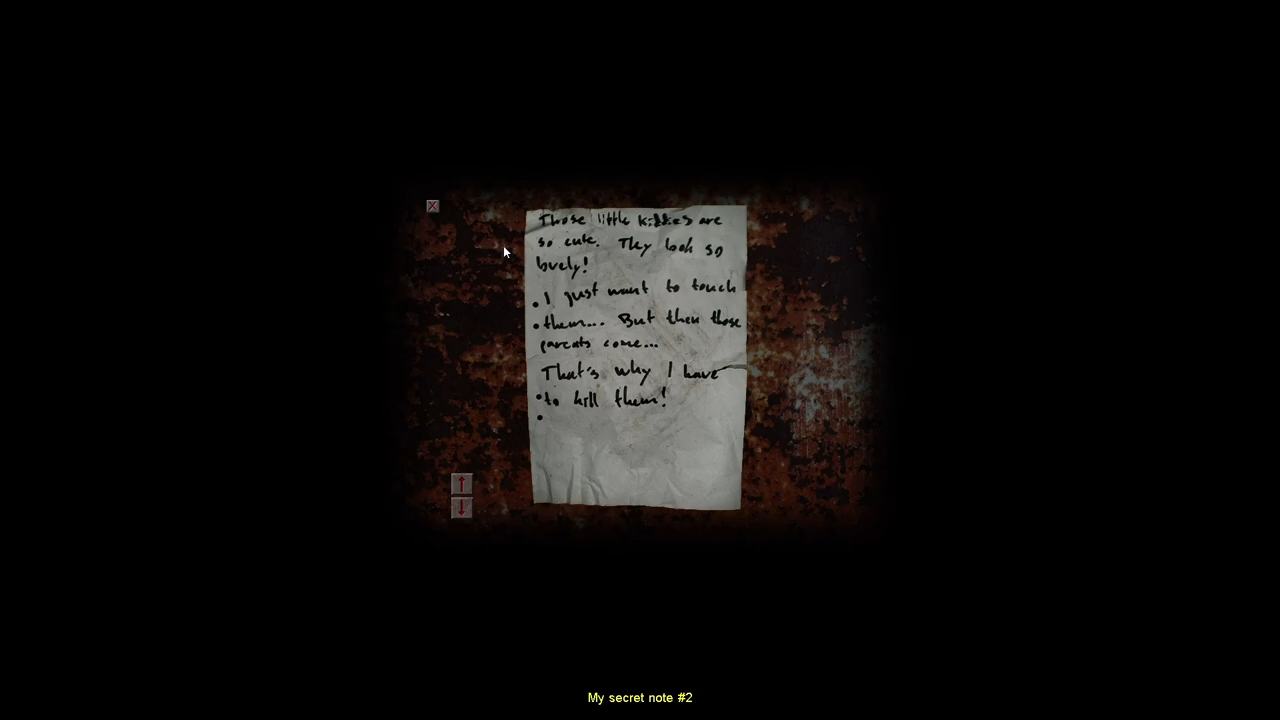 Those little kitties are
so cute. They look so
lovely!
I just want to touch
them... But then those
parents come...
That's why I have
to kill them!
My secret note #2